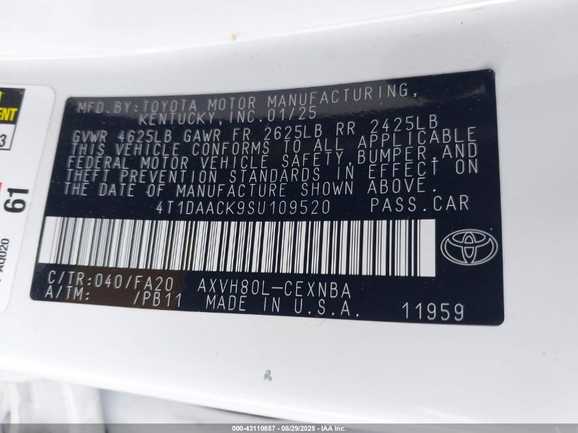 MFD.BY:TOYOTA MOTOR MANUFACTURING,
KENTUCKY, INC.01/25
GVWR 4625LB GAWR FR 2625LB RR 2425LB
THIS VEHICLE CONFORMS TO ALL APPLICABLE
FEDERAL MOTOR VEHICLE SAFETY, BUMPER, AND
THEFT PREVENTION STANDARDS IN EFFECT ON
THE DATE OF MANUFACTURE SHOWN ABOVE.
4T1DAACK9SU109520 PASS.CAR
C/TR:040/FA20 AXVH80L-CEXNBA
A/TM: /PB11 MADE IN U.S.A. 11959
61
AQ020
000-43110687 - 08/29/2025 - IAA Inc.